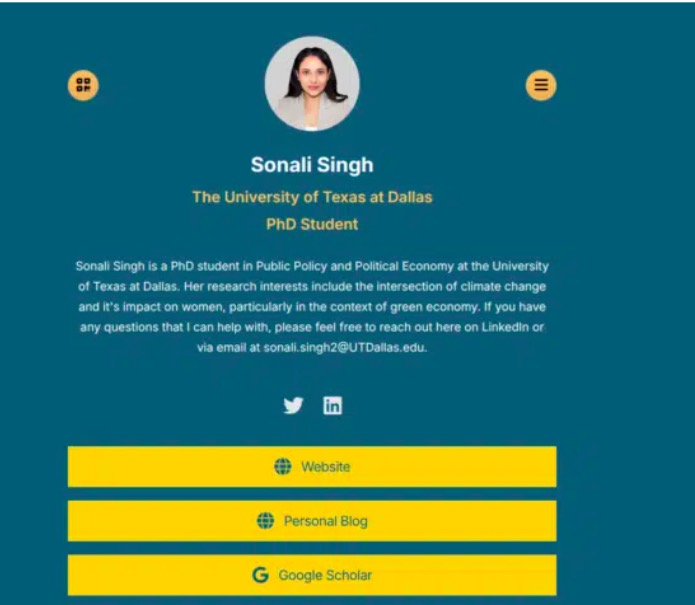 Sonali Singh
The University of Texas at Dallas
PhD Student
Sonali Singh is a PhD student in Public Policy and Political Economy at the University
of Texas at Dallas. Her research interests include the intersection of climate change
and it's impact on women, particularly in the context of green economy. If you have
any questions that I can help with, please feel free to reach out here on LinkedIn or
via email at sonali.singh2@UTDallas.edu.
Website
Personal Blog
Google Scholar